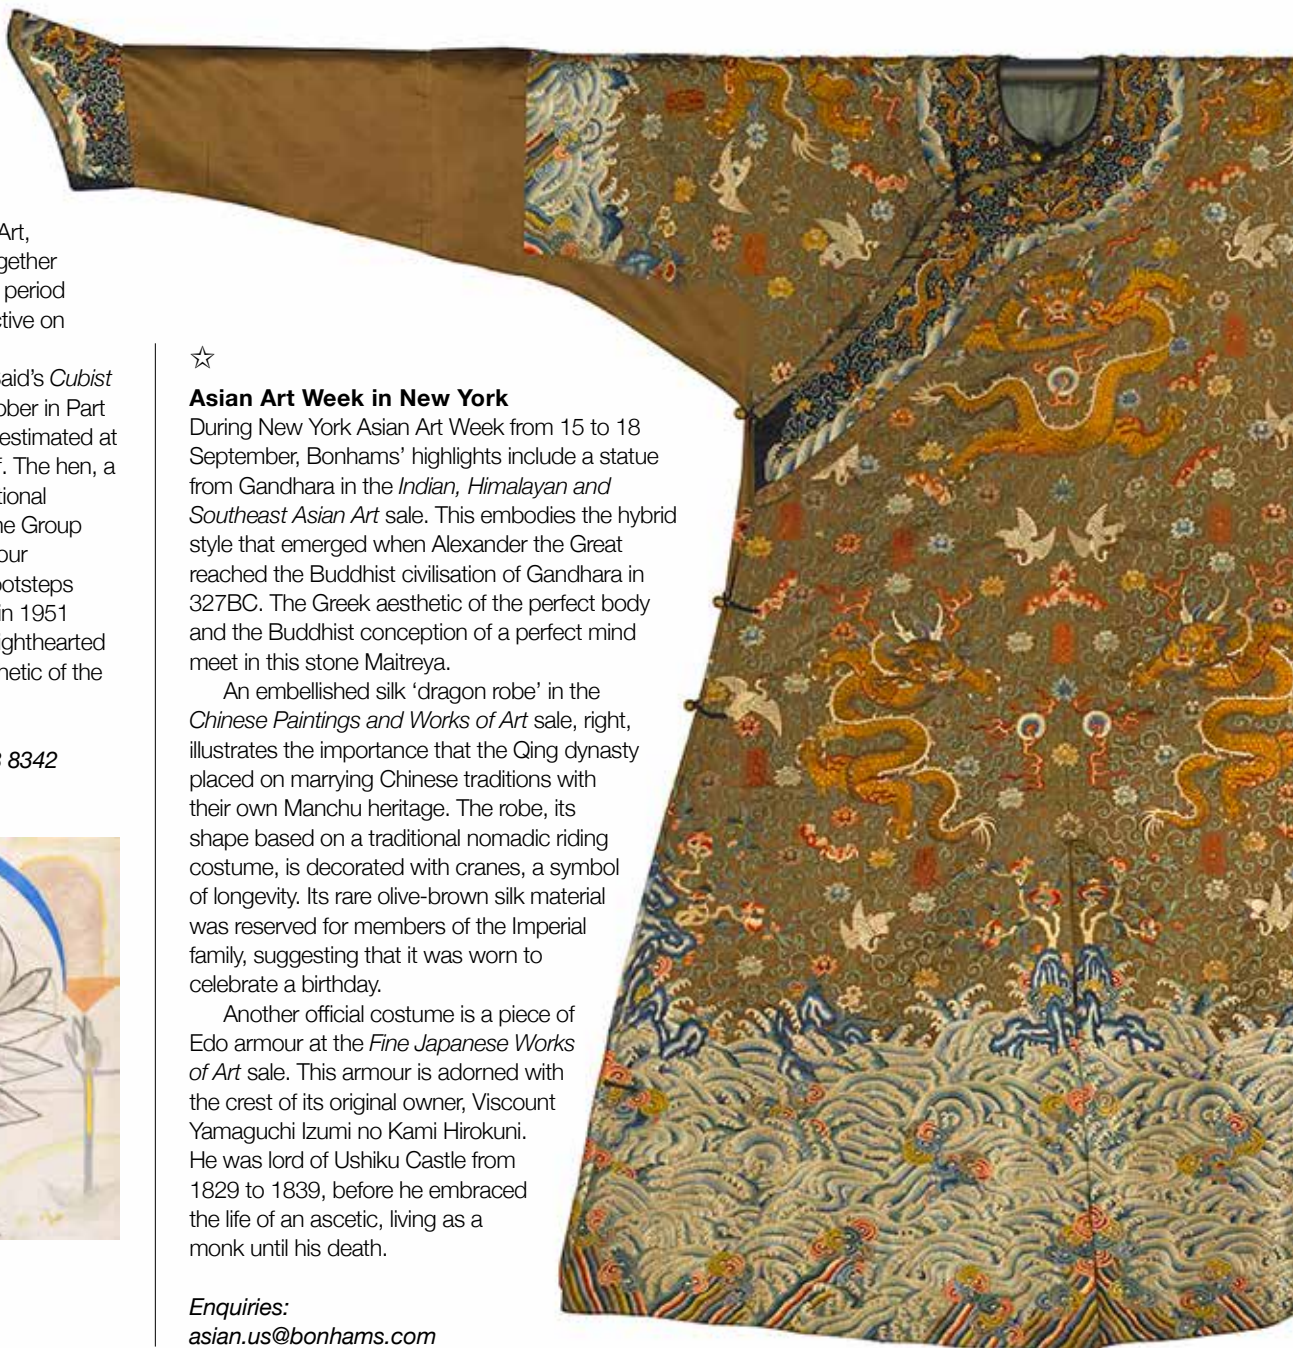 Art,
gether
period
ctive on
aid's Cubist
ober in Part
estimated at
. The hen, a
tional
ne Group
our
ootsteps
in 1951
ighthearted
netic of the
8342
☆
Asian Art Week in New York
During New York Asian Art Week from 15 to 18
September, Bonhams' highlights include a statue
from Gandhara in the Indian, Himalayan and
Southeast Asian Art sale. This embodies the hybrid
style that emerged when Alexander the Great
reached the Buddhist civilisation of Gandhara in
327BC. The Greek aesthetic of the perfect body
and the Buddhist conception of a perfect mind
meet in this stone Maitreya.
An embellished silk ‘dragon robe’ in the
Chinese Paintings and Works of Art sale, right,
illustrates the importance that the Qing dynasty
placed on marrying Chinese traditions with
their own Manchu heritage. The robe, its
shape based on a traditional nomadic riding
costume, is decorated with cranes, a symbol
of longevity. Its rare olive-brown silk material
was reserved for members of the Imperial
family, suggesting that it was worn to
celebrate a birthday.
Another official costume is a piece of
Edo armour at the Fine Japanese Works
of Art sale. This armour is adorned with
the crest of its original owner, Viscount
Yamaguchi Izumi no Kami Hirokuni.
He was lord of Ushiku Castle from
1829 to 1839, before he embraced
the life of an ascetic, living as a
monk until his death.
Enquiries:
asian.us@bonhams.com